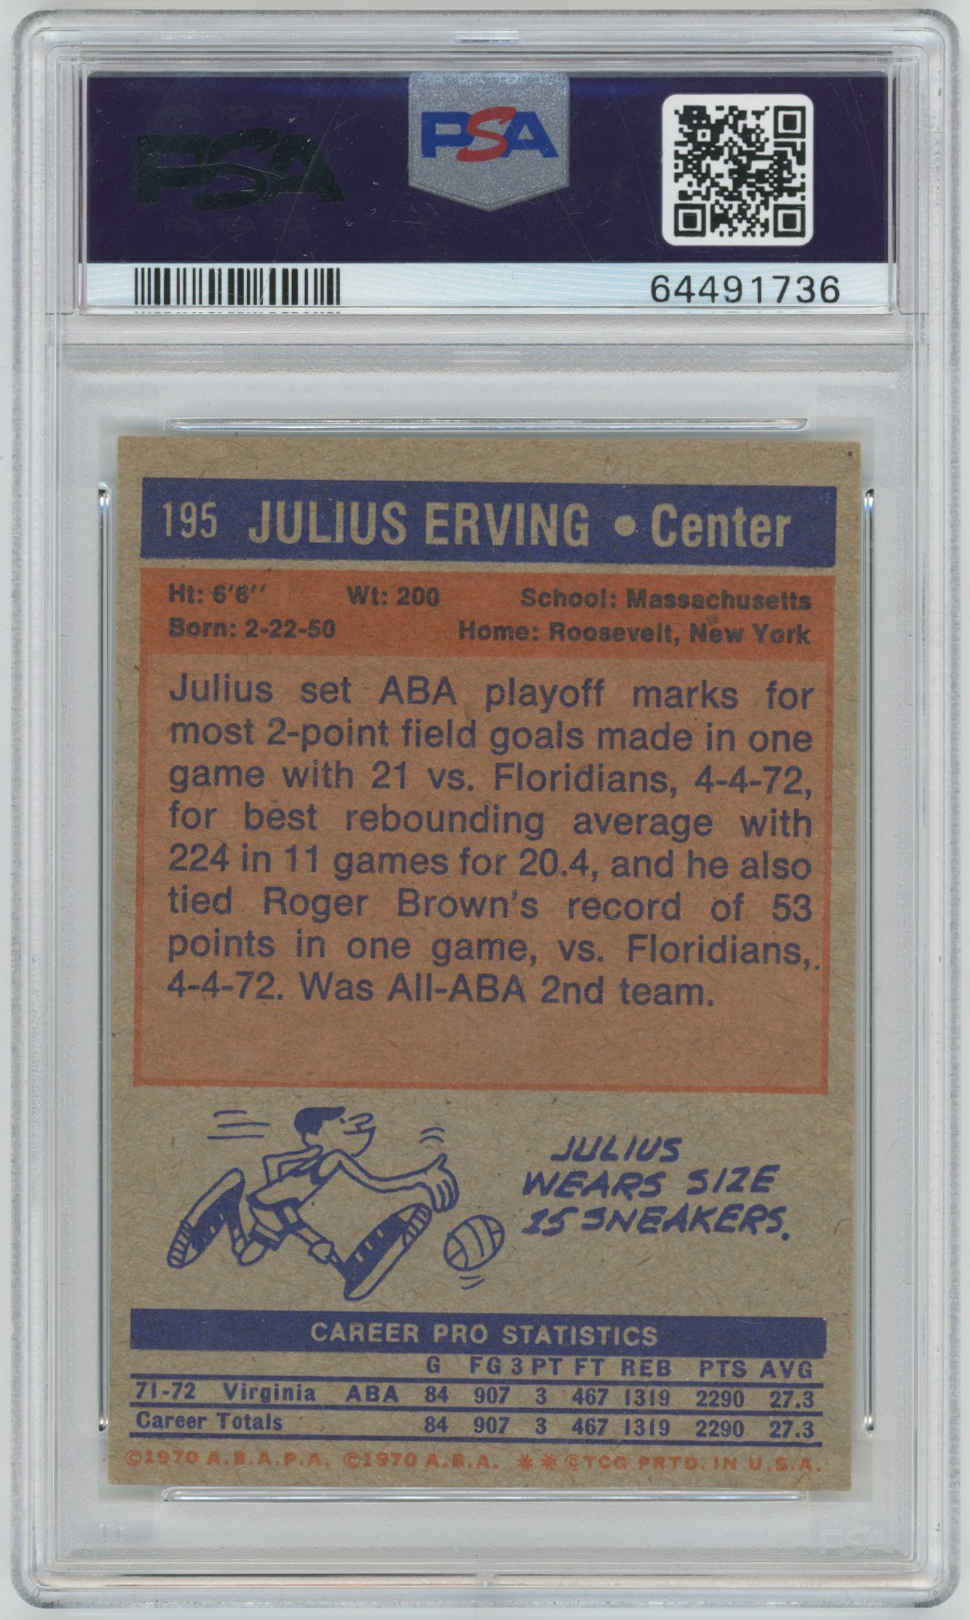 PSA
PSA
64491736
195 JULIUS ERVING • Center
Ht: 6'6'' Wt: 200 School: Massachusetts
Born: 2-22-50 Home: Roosevelt, New York
Julius set ABA playoff marks for
most 2-point field goals made in one
game with 21 vs. Floridians, 4-4-72,
for best rebounding average with
224 in 11 games for 20.4, and he also
tied Roger Brown's record of 53
points in one game, vs. Floridians,.
4-4-72. Was All-ABA 2nd team.
JULIUS
WEARS SIZE
15 SNEAKERS.
CAREER PRO STATISTICS
G FG 3PT FT REB PTS AVG
71-72 Virginia ABA 84 907 3 467 1319 2290 27.3
Career Totals 84 907 3 467 1319 2290 27.3
©1970 A.B.A.P.A. ©1970 A.B.A. ** ©TCG PRTD. IN U.S.A.
PSA